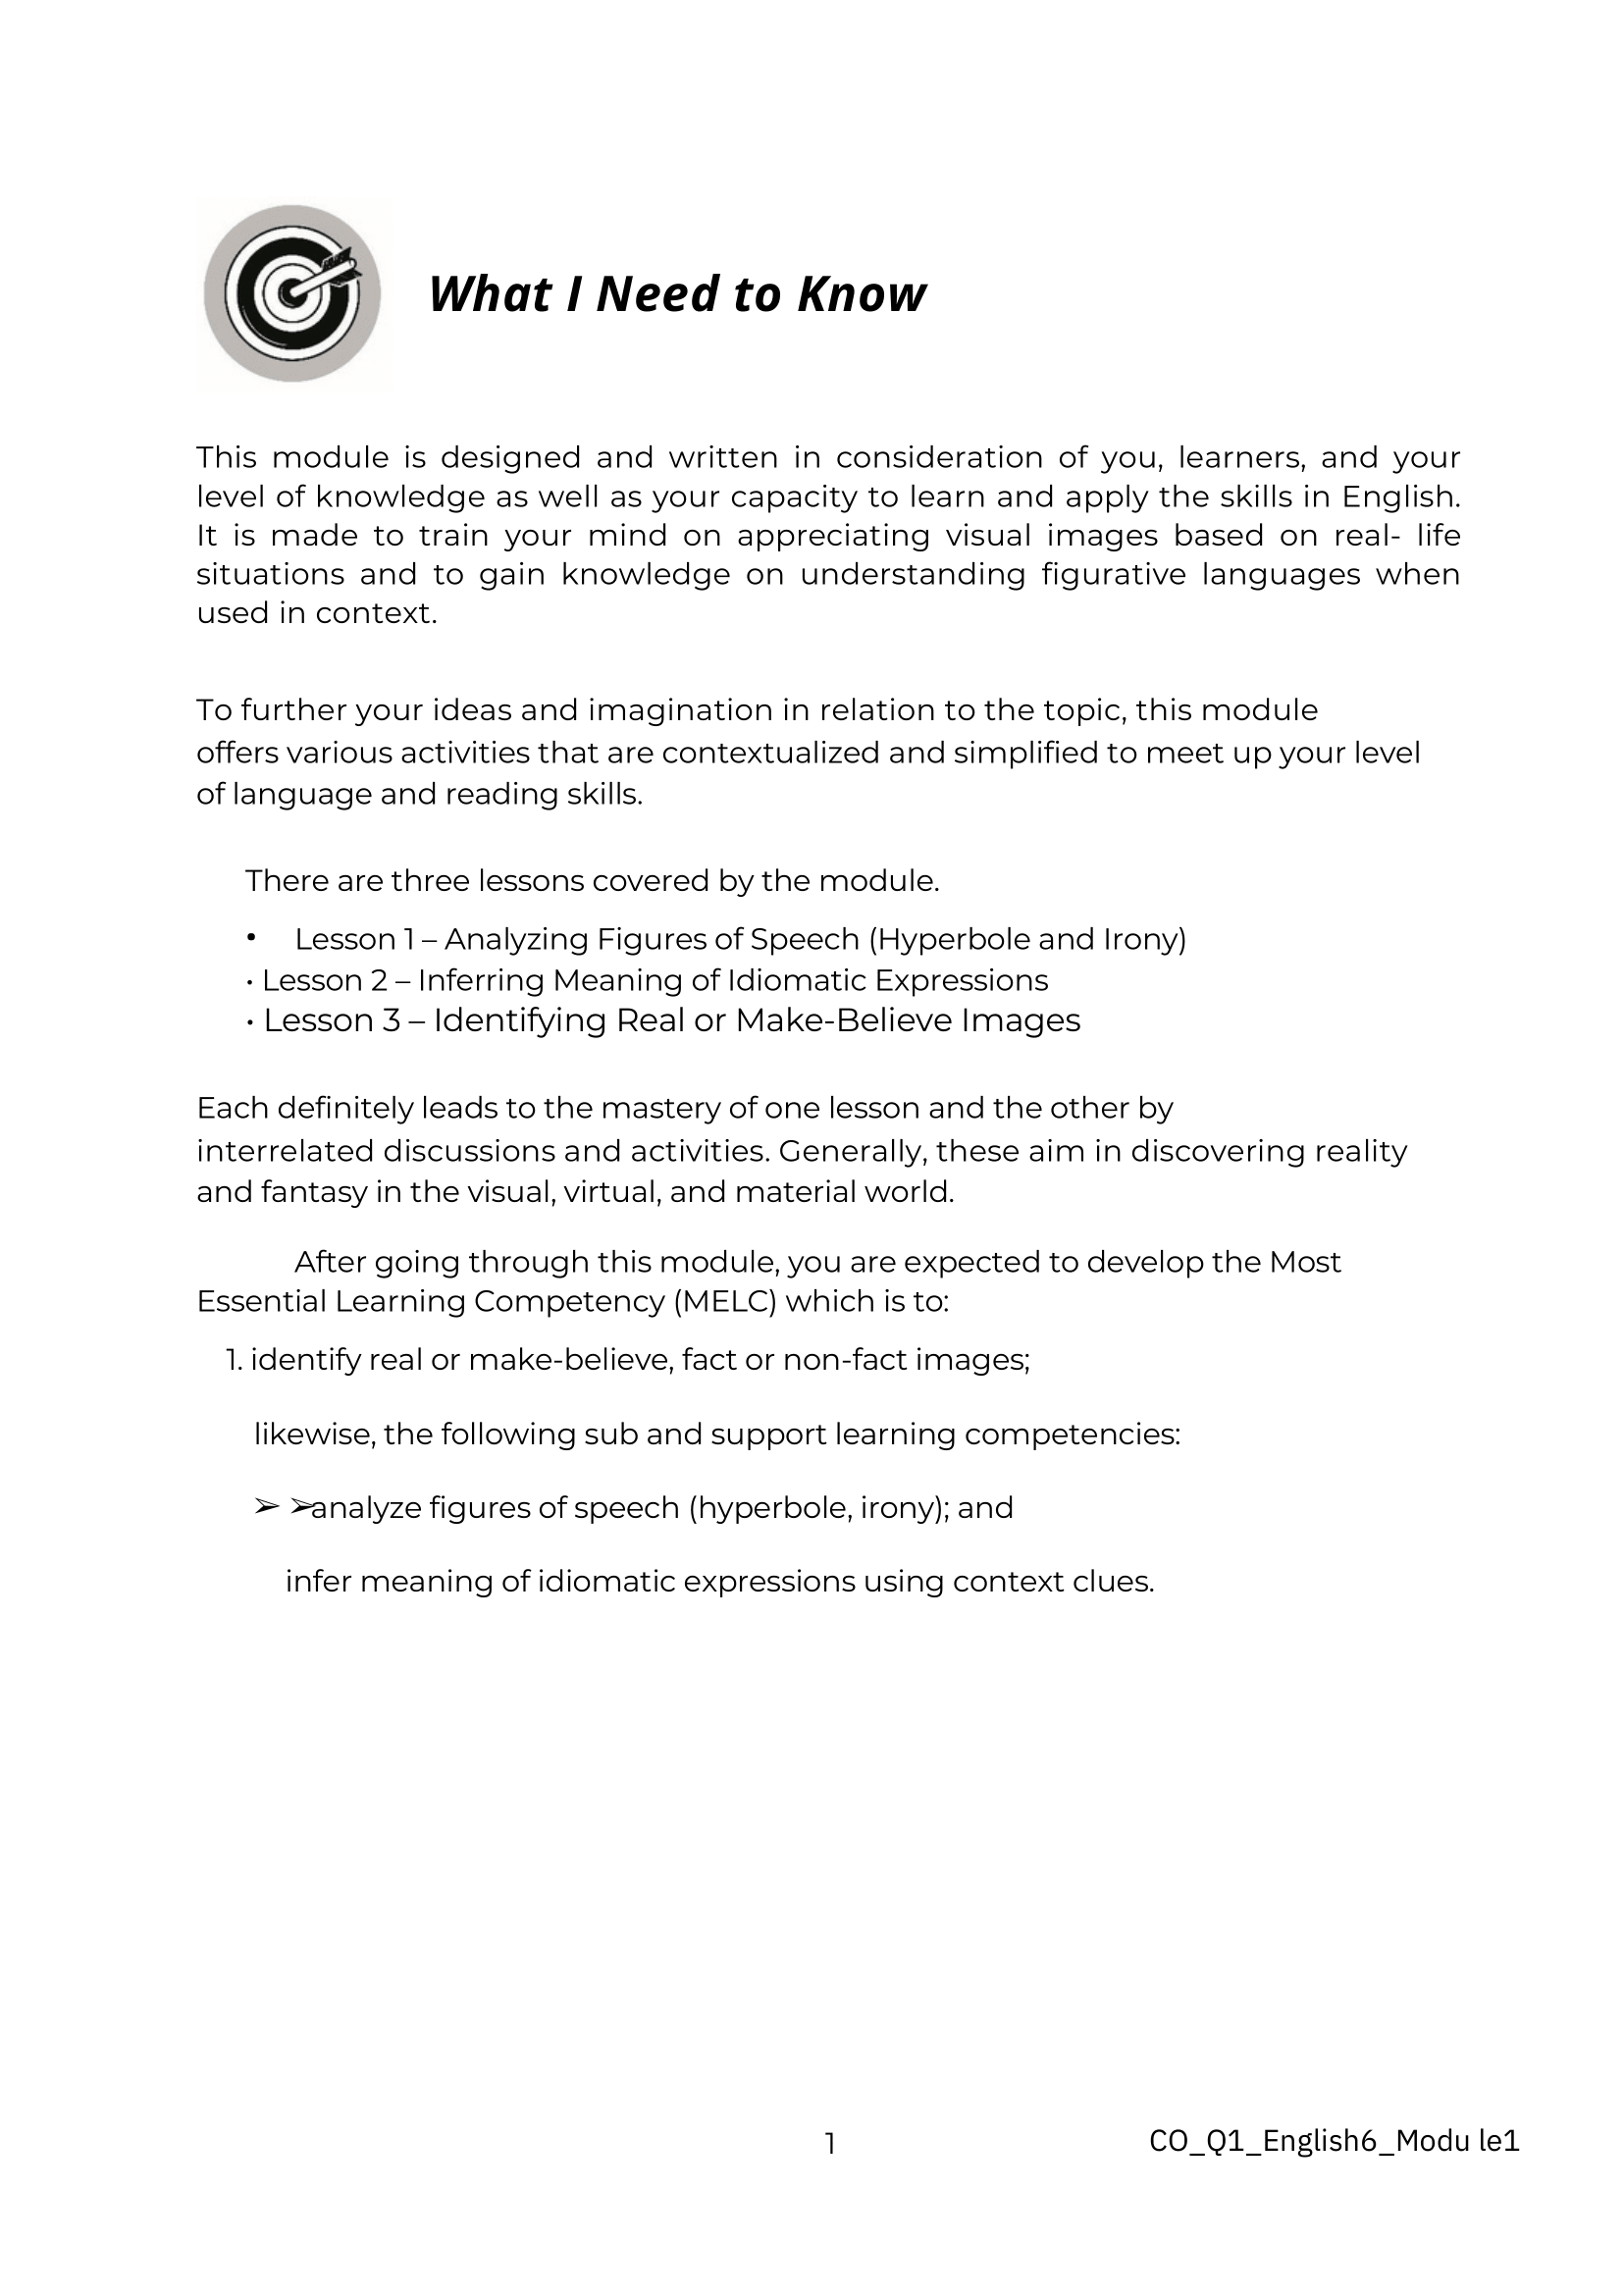 What I Need to Know
This module is designed and written in consideration of you, learners, and your
level of knowledge as well as your capacity to learn and apply the skills in English.
It is made to train your mind on appreciating visual images based on real- life
situations and to gain knowledge on understanding figurative languages when
used in context.
To further your ideas and imagination in relation to the topic, this module
offers various activities that are contextualized and simplified to meet up your level
of language and reading skills.
There are three lessons covered by the module.
• Lesson 1 – Analyzing Figures of Speech (Hyperbole and Irony)
• Lesson 2 – Inferring Meaning of Idiomatic Expressions
• Lesson 3 – Identifying Real or Make-Believe Images
Each definitely leads to the mastery of one lesson and the other by
interrelated discussions and activities. Generally, these aim in discovering reality
and fantasy in the visual, virtual, and material world.
After going through this module, you are expected to develop the Most
Essential Learning Competency (MELC) which is to:
1. identify real or make-believe, fact or non-fact images;
likewise, the following sub and support learning competencies:
➢ ➢analyze figures of speech (hyperbole, irony); and
infer meaning of idiomatic expressions using context clues.
1
CO_Q1_English6_Modu le1